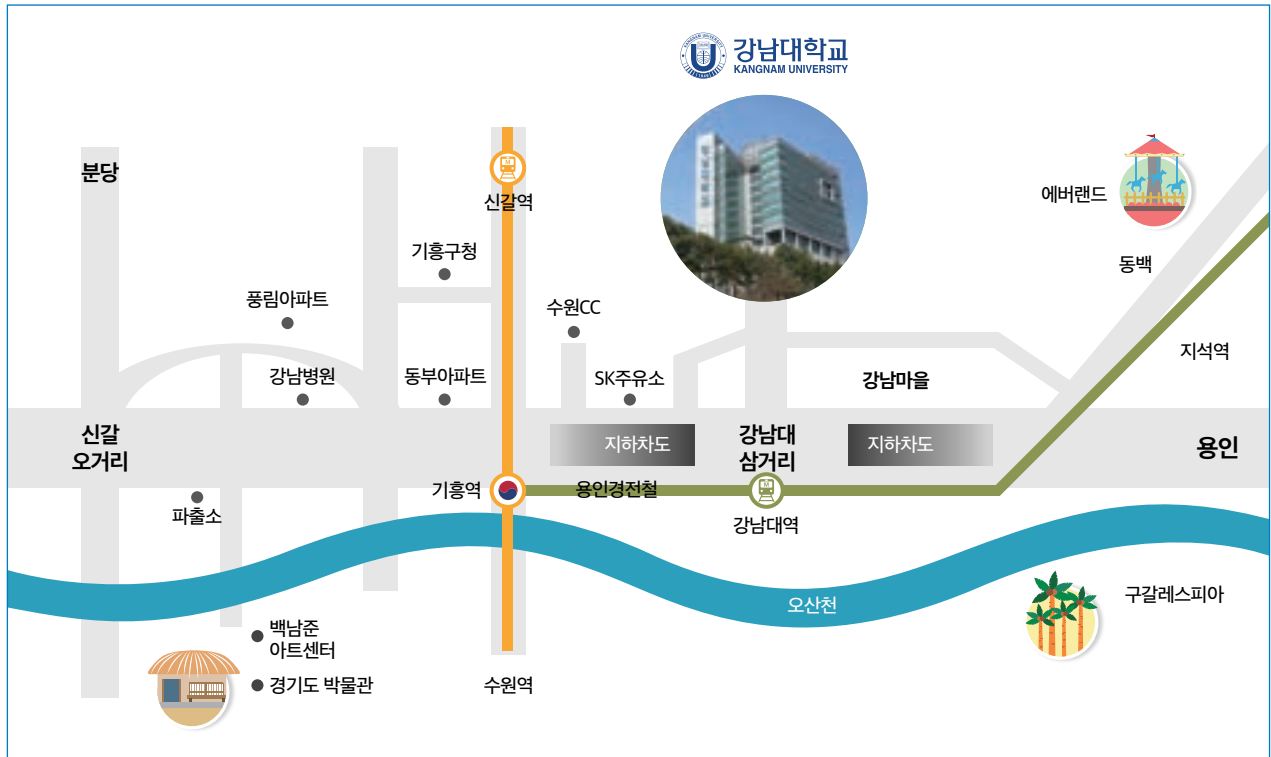 강남대학교
KANGNAM UNIVERSITY
분당
신갈역
에버랜드
동백
기흥구청
풍림아파트
수원CC
지석역
강남병원
동부아파트
SK주유소
강남마을
신갈
오거리
지하차도
강남대
삼거리
지하차도
용인
기흥역
용인경전철
파출소
강남대역
오산천
구갈레스피아
백남준
아트센터
경기도 박물관
수원역